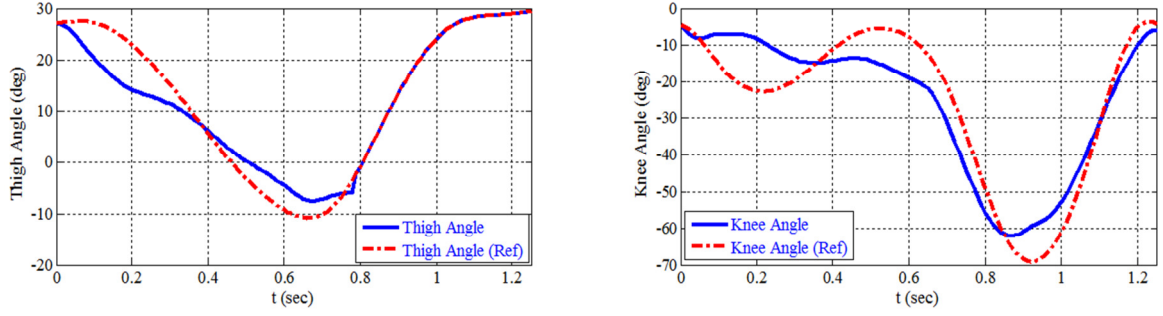 30
20
10
0
-10
-20
Thigh Angle (deg)
Thigh Angle
Thigh Angle (Ref)
0 0.2 0.4 0.6 0.8 1 1.2
t (sec)
0
-10
-20
-30
-40
-50
-60
-70
Knee Angle (deg)
Knee Angle
Knee Angle (Ref)
0 0.2 0.4 0.6 0.8 1 1.2
t (sec)